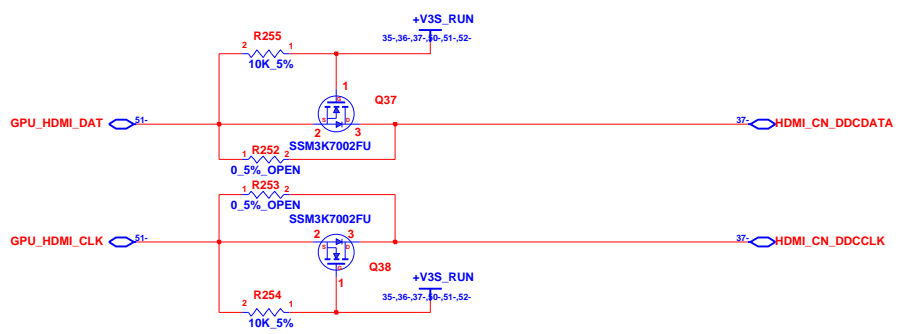 +V3S_RUN
R255
35-,36-,37-,50-,51-,52-
2 1
10K_5%
1
G
Q37
GPU_HDMI_DAT 51- S D 37- HDMI_CN_DDCDATA
2 3
SSM3K7002FU
1 R252 2
0_5%_OPEN
1 R253 2
0_5%_OPEN
SSM3K7002FU
2 3
GPU_HDMI_CLK 51- S D 37- HDMI_CN_DDCCLK
G
Q38
1
+V3S_RUN
R254
35-,36-,37-,50-,51-,52-
2 1
10K_5%